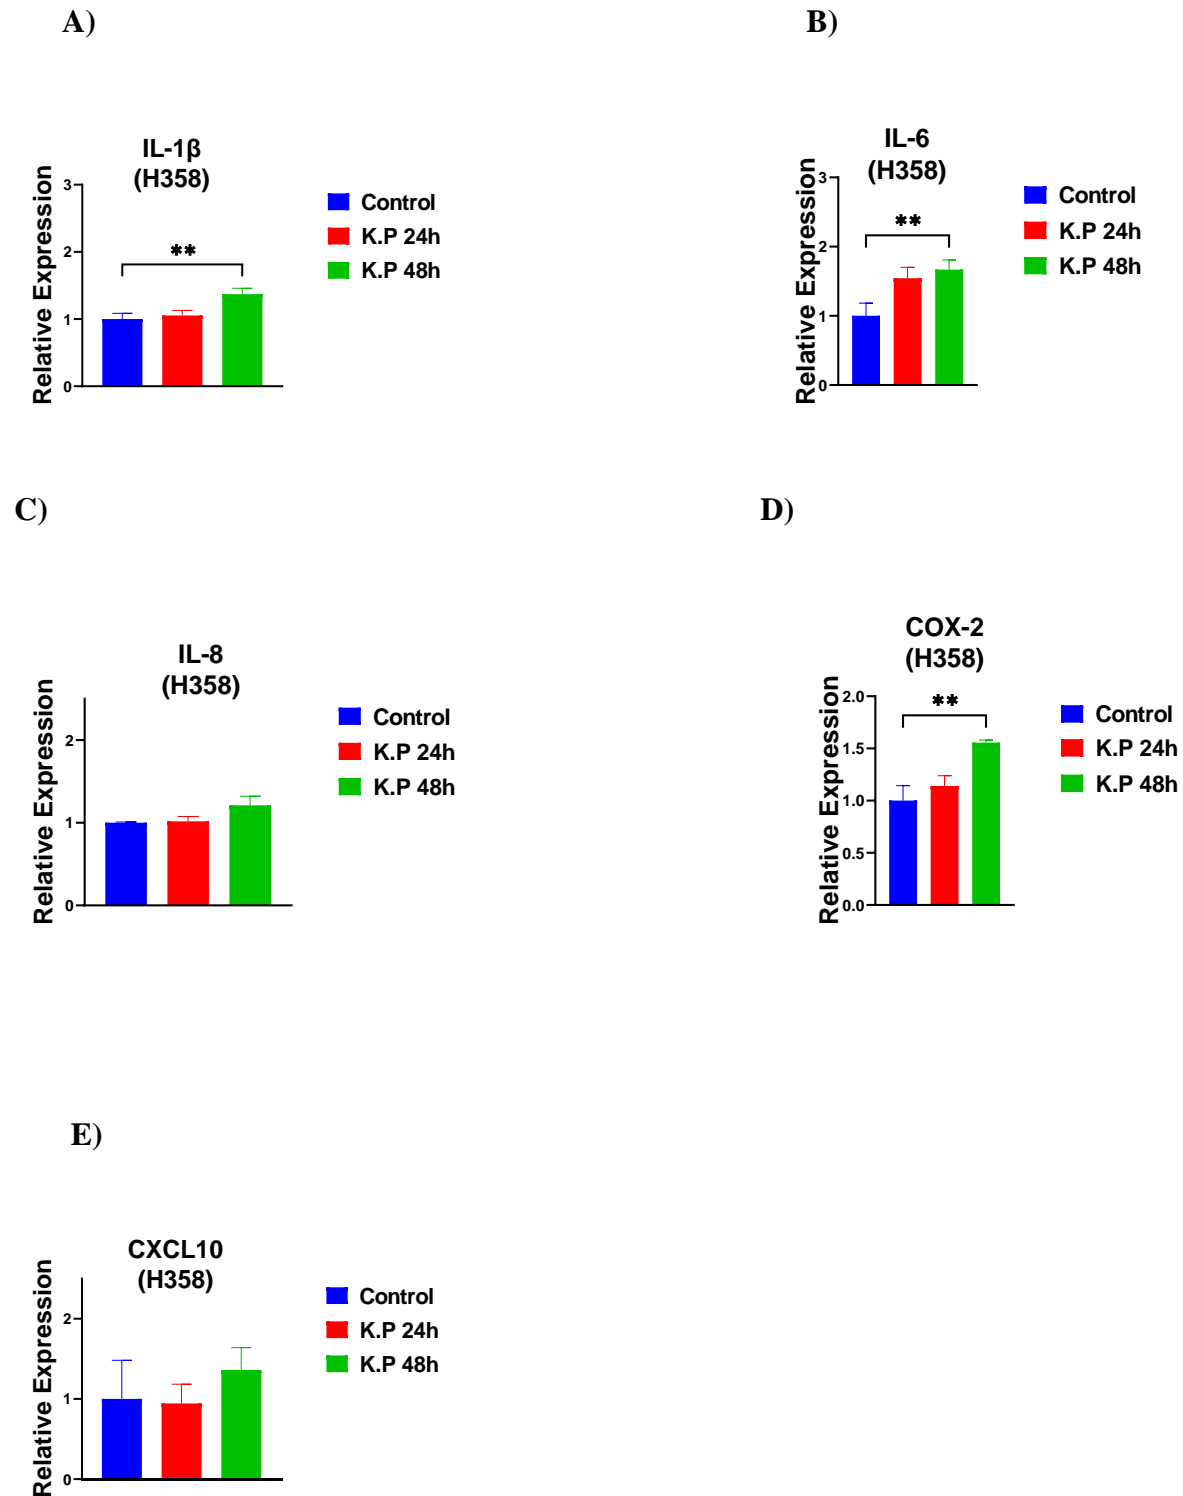 A)
B)
IL-1β
(H358)
Relative Expression
3
2
1
0
**
Control
K.P 24h
K.P 48h
IL-6
(H358)
Relative Expression
3
2
1
0
**
Control
K.P 24h
K.P 48h
C)
D)
IL-8
(H358)
Relative Expression
2
1
0
Control
K.P 24h
K.P 48h
COX-2
(H358)
Relative Expression
2.0
1.5
1.0
0.5
0.0
**
Control
K.P 24h
K.P 48h
E)
CXCL10
(H358)
Relative Expression
2
1
0
Control
K.P 24h
K.P 48h